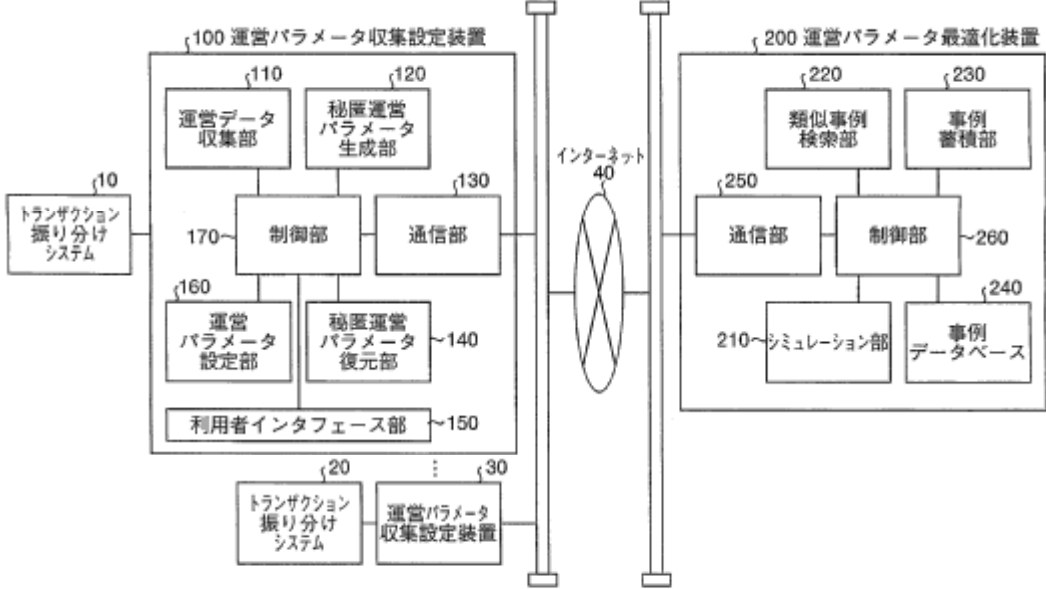 100 運営パラメータ収集設定装置
110
運営データ
収集部
120
秘匿運営
パラメータ
生成部
10
トランザクション
振り分け
システム
170
制御部
130
通信部
160
運営
パラメータ
設定部
秘匿運営
パラメータ
復元部
140
利用者インタフェース部
150
20
トランザクション
振り分け
システム
30
運営パラメータ
収集設定装置
インターネット
40
200 運営パラメータ最適化装置
220
類似事例
検索部
230
事例
蓄積部
250
通信部
制御部
260
210
シミュレーション部
240
事例
データベース